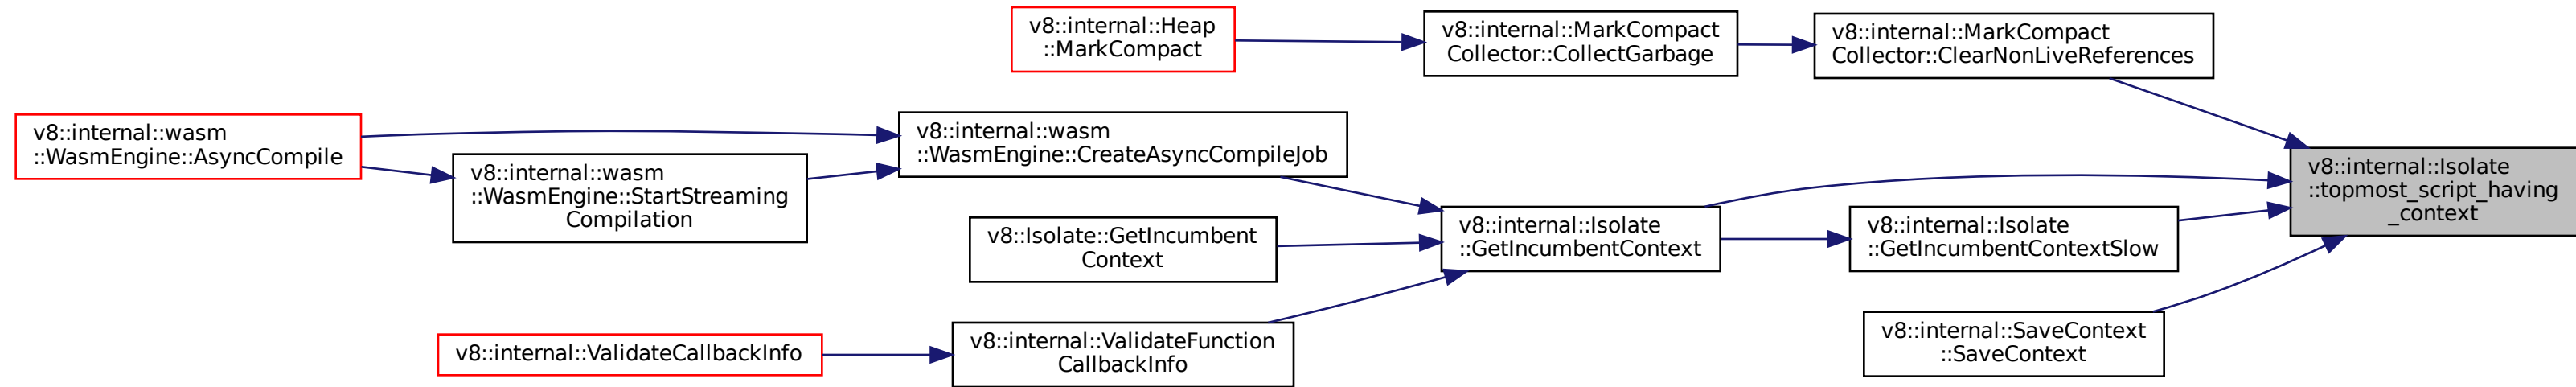 v8::internal::Heap
::MarkCompact
v8::internal::MarkCompact
Collector::CollectGarbage
v8::internal::MarkCompact
Collector::ClearNonLiveReferences
v8::internal::wasm
::WasmEngine::AsyncCompile
v8::internal::wasm
::WasmEngine::StartStreaming
Compilation
v8::internal::wasm
::WasmEngine::CreateAsyncCompileJob
v8::Isolate::GetIncumbent
Context
v8::internal::Isolate
::GetIncumbentContext
v8::internal::Isolate
::GetIncumbentContextSlow
v8::internal::Isolate
::topmost_script_having
_context
v8::internal::ValidateCallbackInfo
v8::internal::ValidateFunction
CallbackInfo
v8::internal::SaveContext
::SaveContext